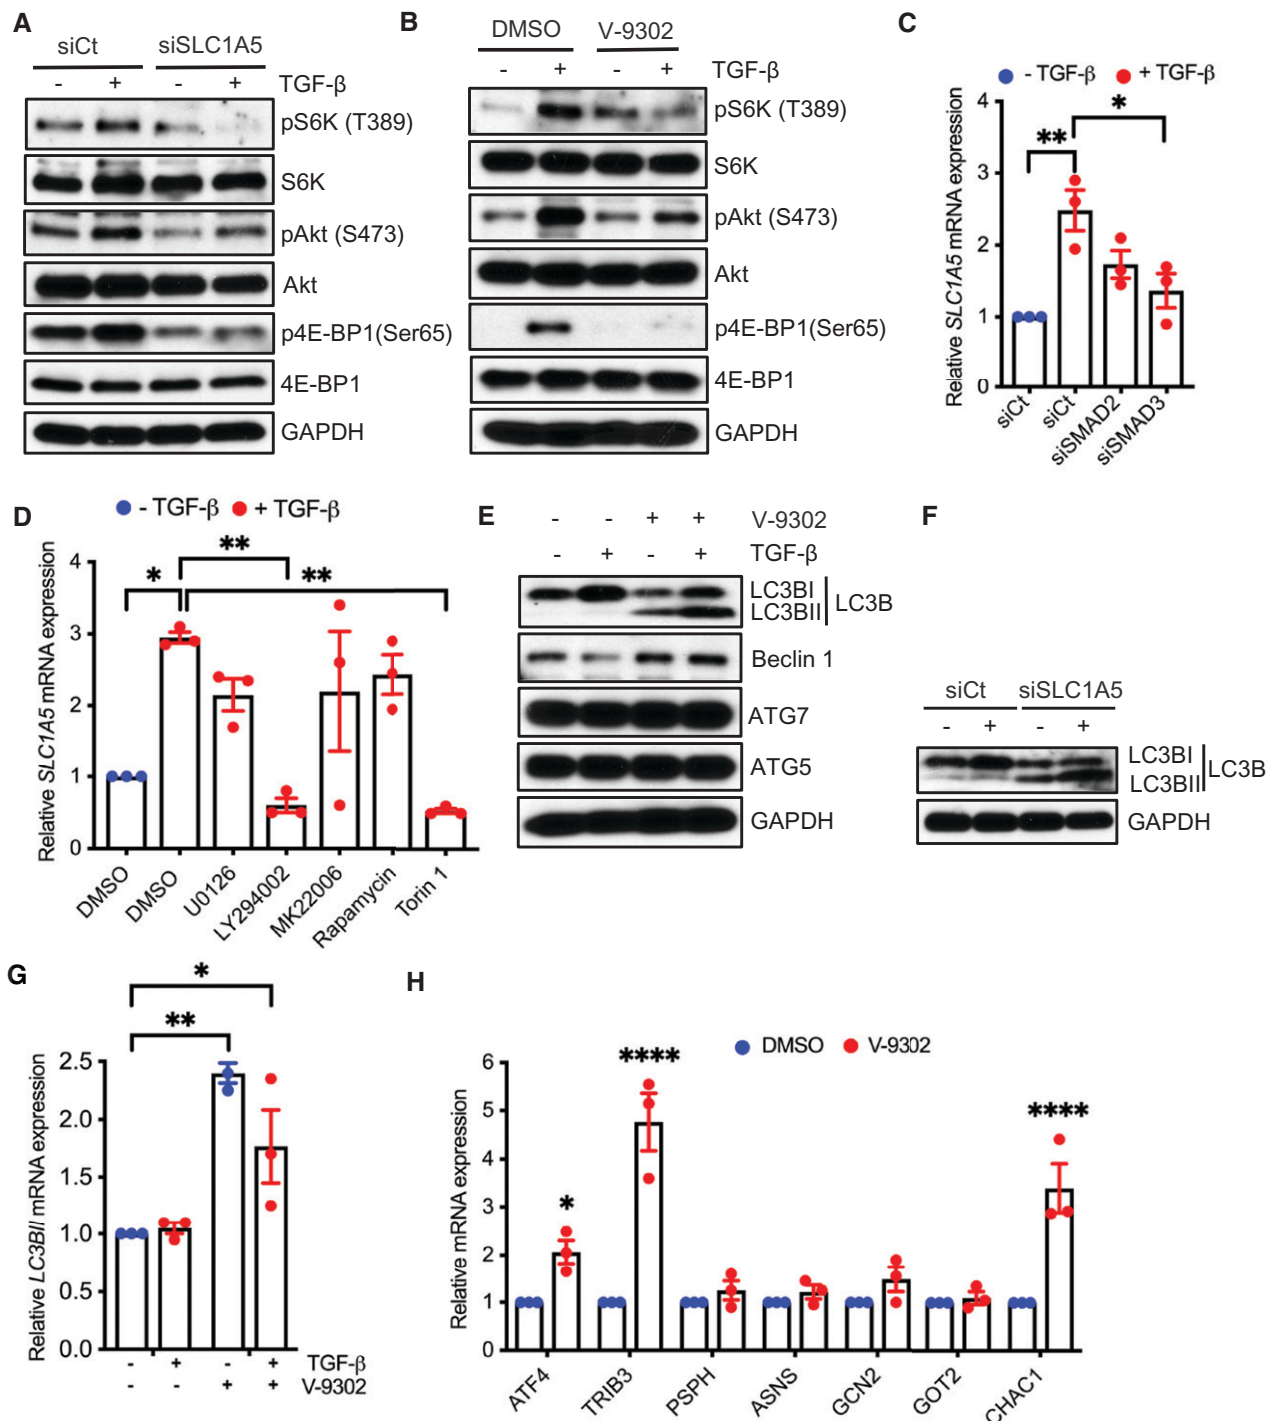 A
siCt siSLC1A5
- + - + TGF-β
pS6K (T389)
S6K
pAkt (S473)
Akt
p4E-BP1(Ser65)
4E-BP1
GAPDH
B
DMSO V-9302
- + - + TGF-β
pS6K (T389)
S6K
pAkt (S473)
Akt
p4E-BP1(Ser65)
4E-BP1
GAPDH
C
- TGF-β + TGF-β
Relative SLC1A5 mRNA expression
4
3
2
1
0
**
*
siCt
siCt
siSMAD2
siSMAD3
D
- TGF-β + TGF-β
Relative SLC1A5 mRNA expression
4
3
2
1
0
*
**
**
DMSO
DMSO
U0126
LY294002
MK22006
Rapamycin
Torin 1
E
- - + + V-9302
- + - + TGF-β
LC3BI
LC3BII
LC3B
Beclin 1
ATG7
ATG5
GAPDH
F
siCt siSLC1A5
- + - +
LC3BI
LC3BII
LC3B
GAPDH
G
Relative LC3BII mRNA expression
2.5
2.0
1.5
1.0
0.5
0.0
*
**
- + - + TGF-β
- - + + V-9302
H
DMSO V-9302
Relative mRNA expression
6
5
4
3
2
1
0
*
****
****
ATF4
TRIB3
PSPH
ASNS
GCN2
GOT2
CHAC1